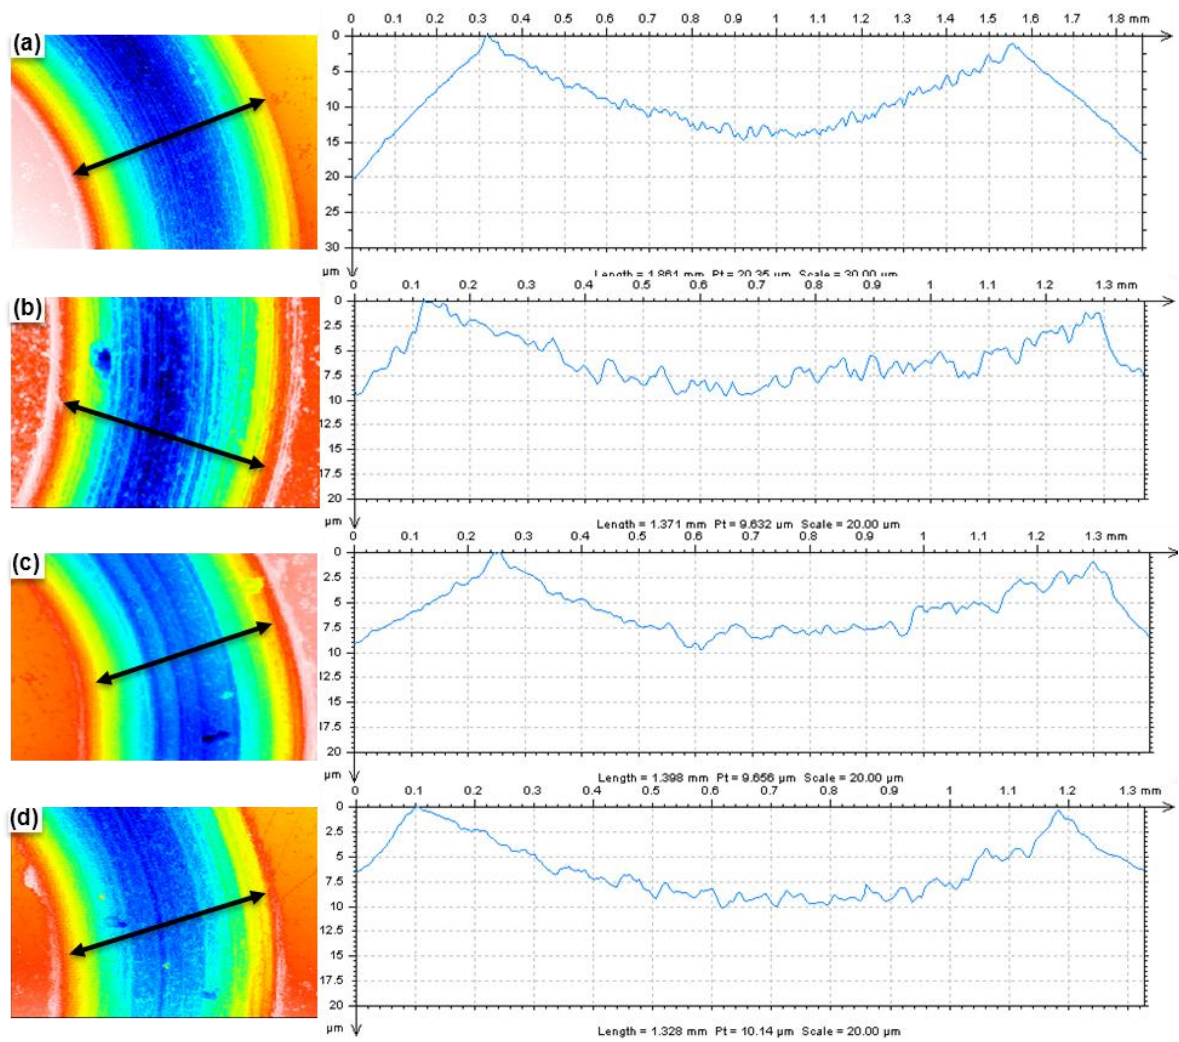 (a)
0 0.1 0.2 0.3 0.4 0.5 0.6 0.7 0.8 0.9 1 1.1 1.2 1.3 1.4 1.5 1.6 1.7 1.8 mm
0
5
10
15
20
25
30
µm
Length = 1.861 mm Pt = 20.35 µm Scale = 30.00 µm
(b)
0 0.1 0.2 0.3 0.4 0.5 0.6 0.7 0.8 0.9 1 1.1 1.2 1.3 mm
0
2.5
5
7.5
10
12.5
15
17.5
20
µm
Length = 1.371 mm Pt = 9.632 µm Scale = 20.00 µm
(c)
0 0.1 0.2 0.3 0.4 0.5 0.6 0.7 0.8 0.9 1 1.1 1.2 1.3 mm
0
2.5
5
7.5
10
12.5
15
17.5
20
µm
Length = 1.398 mm Pt = 9.656 µm Scale = 20.00 µm
(d)
0 0.1 0.2 0.3 0.4 0.5 0.6 0.7 0.8 0.9 1 1.1 1.2 1.3 mm
0
2.5
5
7.5
10
12.5
15
17.5
20
µm
Length = 1.328 mm Pt = 10.14 µm Scale = 20.00 µm